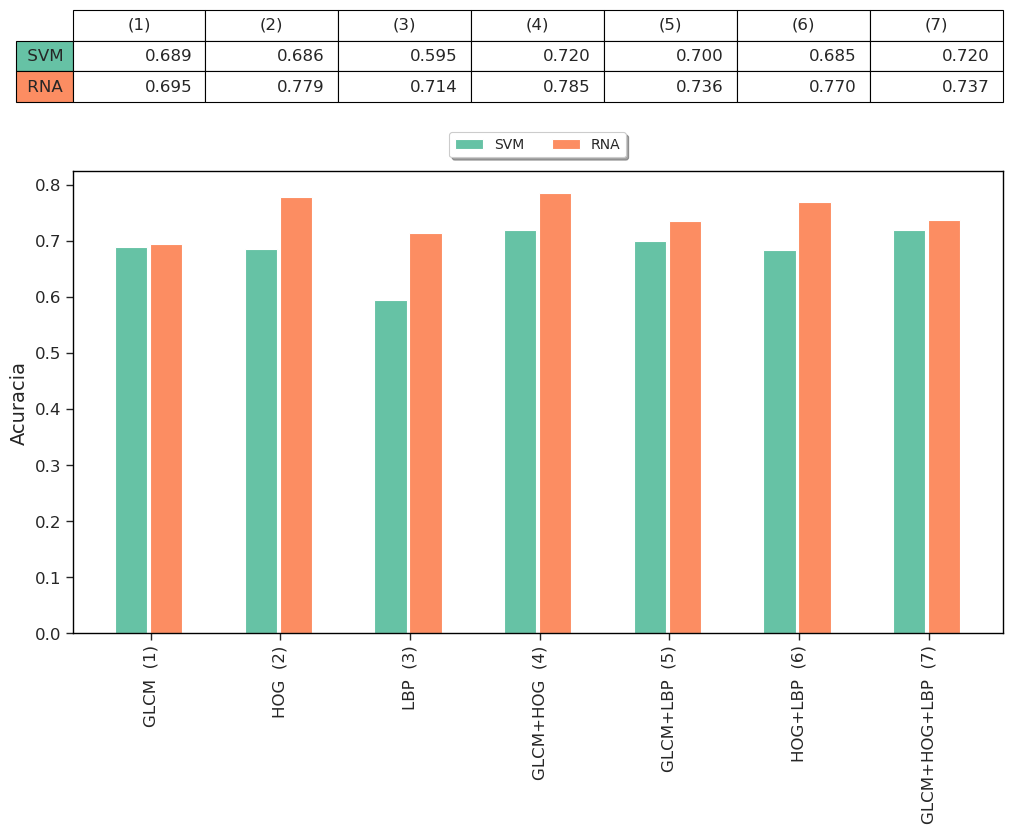 (1) (2) (3) (4) (5) (6) (7)
SVM 0.689 0.686 0.595 0.720 0.700 0.685 0.720
RNA 0.695 0.779 0.714 0.785 0.736 0.770 0.737
SVM RNA
Acuracia
0.8
0.7
0.6
0.5
0.4
0.3
0.2
0.1
0.0
GLCM (1)
HOG (2)
LBP (3)
GLCM+HOG (4)
GLCM+LBP (5)
HOG+LBP (6)
GLCM+HOG+LBP (7)